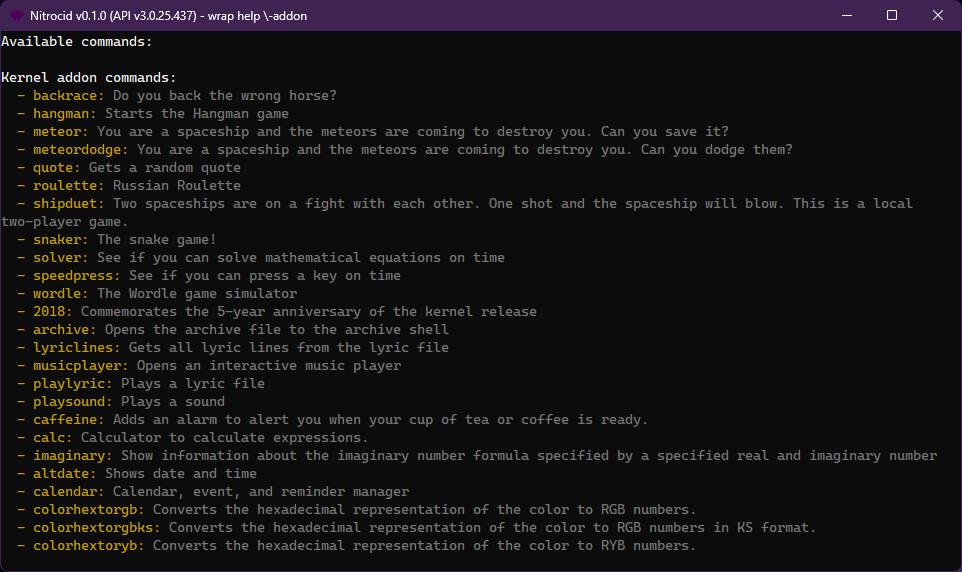 Nitrocid v0.1.0 (API v3.0.25.437) - wrap help \-addon
Available commands:
Kernel addon commands:
- backrace: Do you back the wrong horse?
- hangman: Starts the Hangman game
- meteor: You are a spaceship and the meteors are coming to destroy you. Can you save it?
- meteordodge: You are a spaceship and the meteors are coming to destroy you. Can you dodge them?
- quote: Gets a random quote
- roulette: Russian Roulette
- shipduet: Two spaceships are on a fight with each other. One shot and the spaceship will blow. This is a local
two-player game.
- snaker: The snake game!
- solver: See if you can solve mathematical equations on time
- speedpress: See if you can press a key on time
- wordle: The Wordle game simulator
- 2018: Commemorates the 5-year anniversary of the kernel release
- archive: Opens the archive file to the archive shell
- lyriclines: Gets all lyric lines from the lyric file
- musicplayer: Opens an interactive music player
- playlyric: Plays a lyric file
- playsound: Plays a sound
- caffeine: Adds an alarm to alert you when your cup of tea or coffee is ready.
- calc: Calculator to calculate expressions.
- imaginary: Show information about the imaginary number formula specified by a specified real and imaginary number
- altdate: Shows date and time
- calendar: Calendar, event, and reminder manager
- colorhextorgb: Converts the hexadecimal representation of the color to RGB numbers.
- colorhextorgbks: Converts the hexadecimal representation of the color to RGB numbers in KS format.
- colorhextoryb: Converts the hexadecimal representation of the color to RYB numbers.